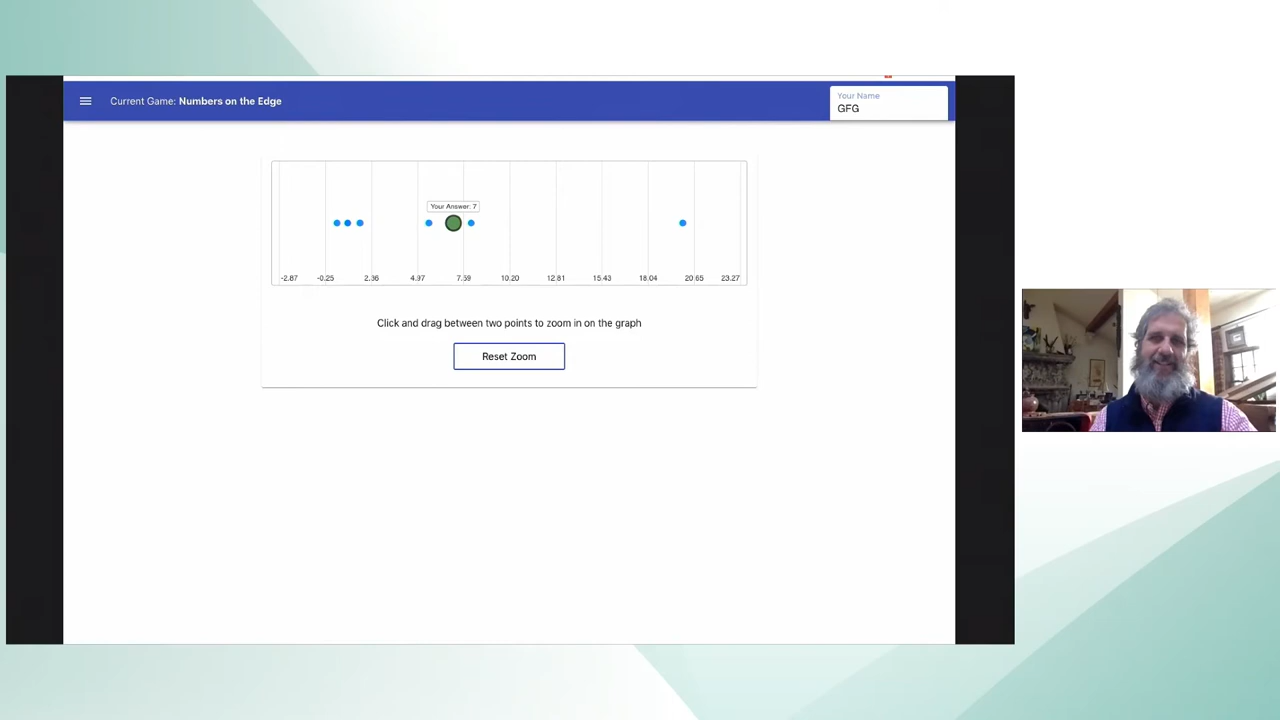 Current Game: Numbers on the Edge
Your Name
GFG
Your Answer: 7
-2.87 -0.25 2.36 4.97 7.59 10.20 12.81 15.43 18.04 20.65 23.27
Click and drag between two points to zoom in on the graph
Reset Zoom